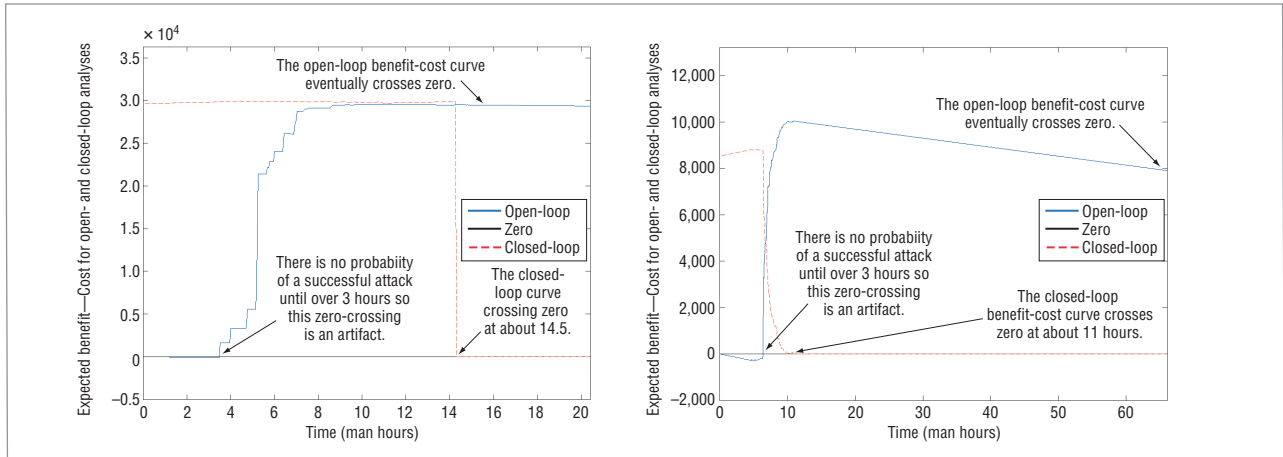 × 10^4
Expected benefit—Cost for open- and closed-loop analyses
3.5
3.0
2.5
2.0
1.5
1.0
0.5
0
–0.5
0
2
4
6
8
10
12
14
16
18
20
Time (man hours)
The open-loop benefit-cost curve
eventually crosses zero.
Open-loop
Zero
Closed-loop
There is no probabiity
of a successful attack
until over 3 hours so
this zero-crossing
is an artifact.
The closed-
loop curve
crossing zero
at about 14.5.
Expected benefit—Cost for open- and closed-loop analyses
12,000
10,000
8,000
6,000
4,000
2,000
0
–2,000
0
10
20
30
40
50
60
Time (man hours)
The open-loop benefit-cost curve
eventually crosses zero.
Open-loop
Zero
Closed-loop
There is no probabiity
of a successful attack
until over 3 hours so
this zero-crossing
is an artifact.
The closed-loop
benefit-cost curve crosses
zero at about 11 hours.